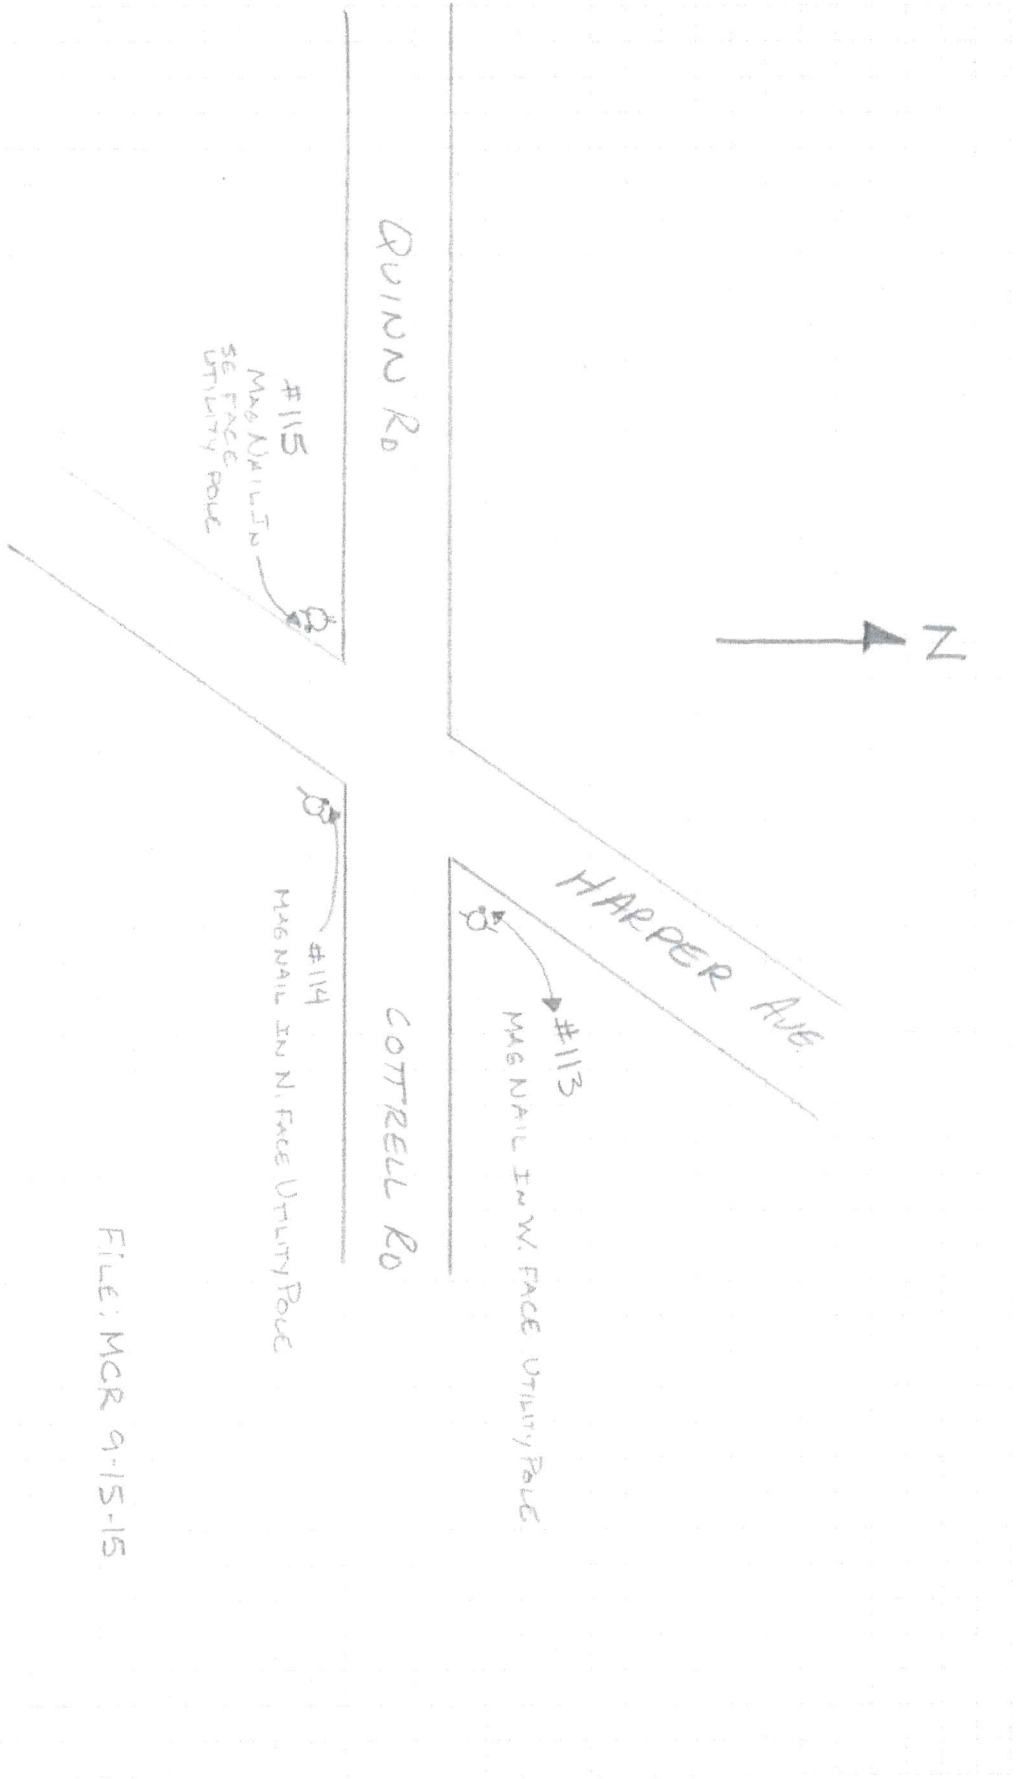 N
HARPER AVE.
#113
MAG NAIL IN W. FACE UTILITY POLE
QUINN RD
COTTRELL RD
#115
MAG NAIL IN
SE FACE
UTILITY POLE
#114
MAG NAIL IN N. FACE UTILITY POLE
FILE: MCR 9-15-15